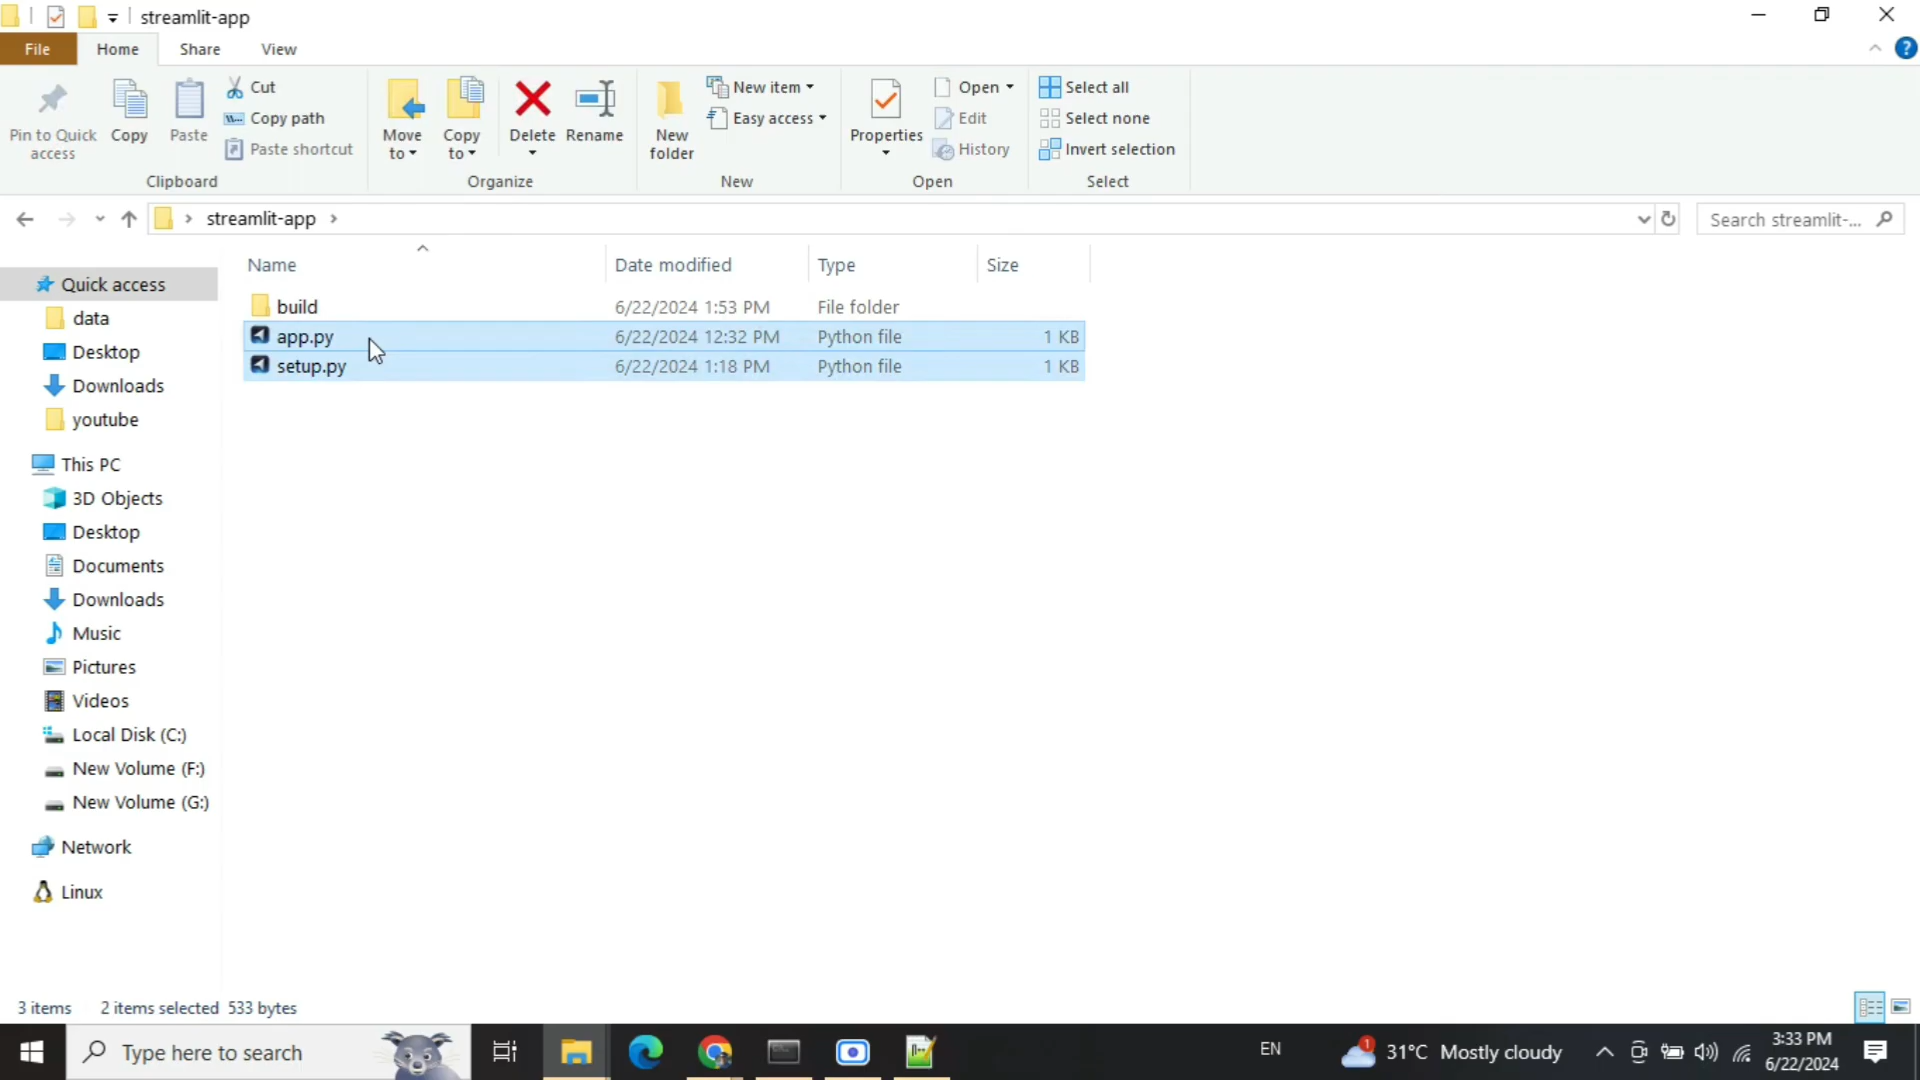 streamlit-app
File Home Share View
Pin to Quick access
Copy
Paste
Cut
Copy path
Paste shortcut
Clipboard
Move to
Copy to
Delete
Rename
Organize
New folder
New item
Easy access
New
Properties
Open
Edit
History
Open
Select all
Select none
Invert selection
Select
streamlit-app
Search streamlit-...
Name Date modified Type Size
build 6/22/2024 1:53 PM File folder
app.py 6/22/2024 12:32 PM Python file 1 KB
setup.py 6/22/2024 1:18 PM Python file 1 KB
Quick access
data
Desktop
Downloads
youtube
This PC
3D Objects
Desktop
Documents
Downloads
Music
Pictures
Videos
Local Disk (C:)
New Volume (F:)
New Volume (G:)
Network
Linux
3 items 2 items selected 533 bytes
Type here to search
EN
1
31°C Mostly cloudy
3:33 PM
6/22/2024